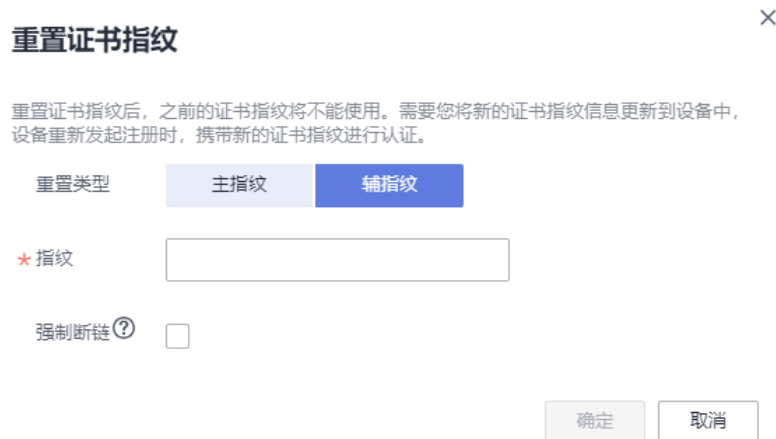 重置证书指纹
重置证书指纹后，之前的证书指纹将不能使用。需要您将新的证书指纹信息更新到设备中，
设备重新发起注册时，携带新的证书指纹进行认证。
重置类型 主指纹 辅指纹
* 指纹
强制断链 ?
确定 取消